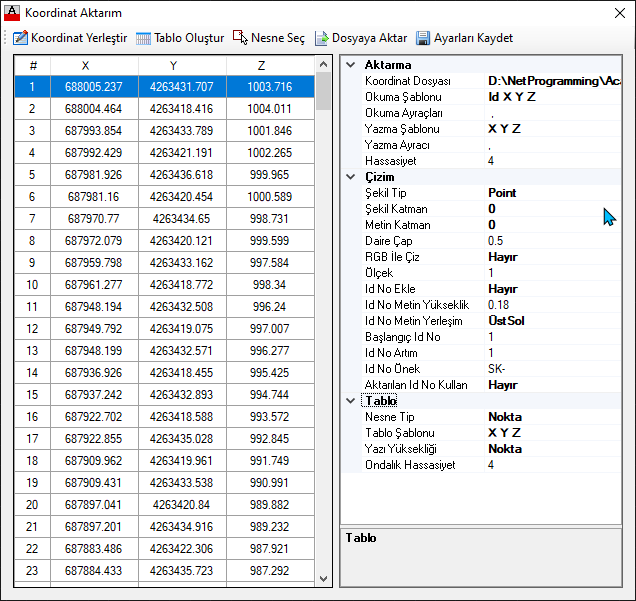 Koordinat Aktarım
Koordinat Yerleştir Tablo Oluştur Nesne Seç Dosyaya Aktar Ayarları Kaydet
# X Y Z
1 688005.237 4263431.707 1003.716
2 688004.464 4263418.416 1004.011
3 687993.854 4263433.789 1001.846
4 687992.429 4263421.191 1002.265
5 687981.926 4263436.618 999.965
6 687981.16 4263420.454 1000.589
7 687970.77 4263434.65 998.731
8 687972.079 4263420.121 999.599
9 687959.798 4263433.162 997.584
10 687961.277 4263418.772 998.34
11 687948.194 4263432.508 996.24
12 687949.792 4263419.075 997.007
13 687948.199 4263432.571 996.277
14 687936.926 4263418.455 995.425
15 687937.242 4263432.893 994.744
16 687922.702 4263418.588 993.572
17 687922.855 4263435.028 992.845
18 687909.962 4263419.961 991.749
19 687909.431 4263433.538 990.991
20 687897.041 4263420.84 989.882
21 687897.201 4263434.916 989.232
22 687883.486 4263422.306 987.921
23 687884.433 4263435.723 987.292
Aktarma
Koordinat Dosyası D:\NetProgramming\Aca
Okuma Şablonu Id X Y Z
Okuma Ayraçları ,
Yazma Şablonu X Y Z
Yazma Ayracı ,
Hassasiyet 4
Çizim
Şekil Tip Point
Şekil Katman 0
Metin Katman 0
Daire Çap 0.5
RGB İle Çiz Hayır
Ölçek 1
Id No Ekle Hayır
Id No Metin Yükseklik 0.18
Id No Metin Yerleşim ÜstSol
Başlangıç Id No 1
Id No Artım 1
Id No Önek SK-
Aktarılan Id No Kullan Hayır
Tablo
Nesne Tip Nokta
Tablo Şablonu X Y Z
Yazı Yüksekliği Nokta
Ondalık Hassasiyet 4
Tablo